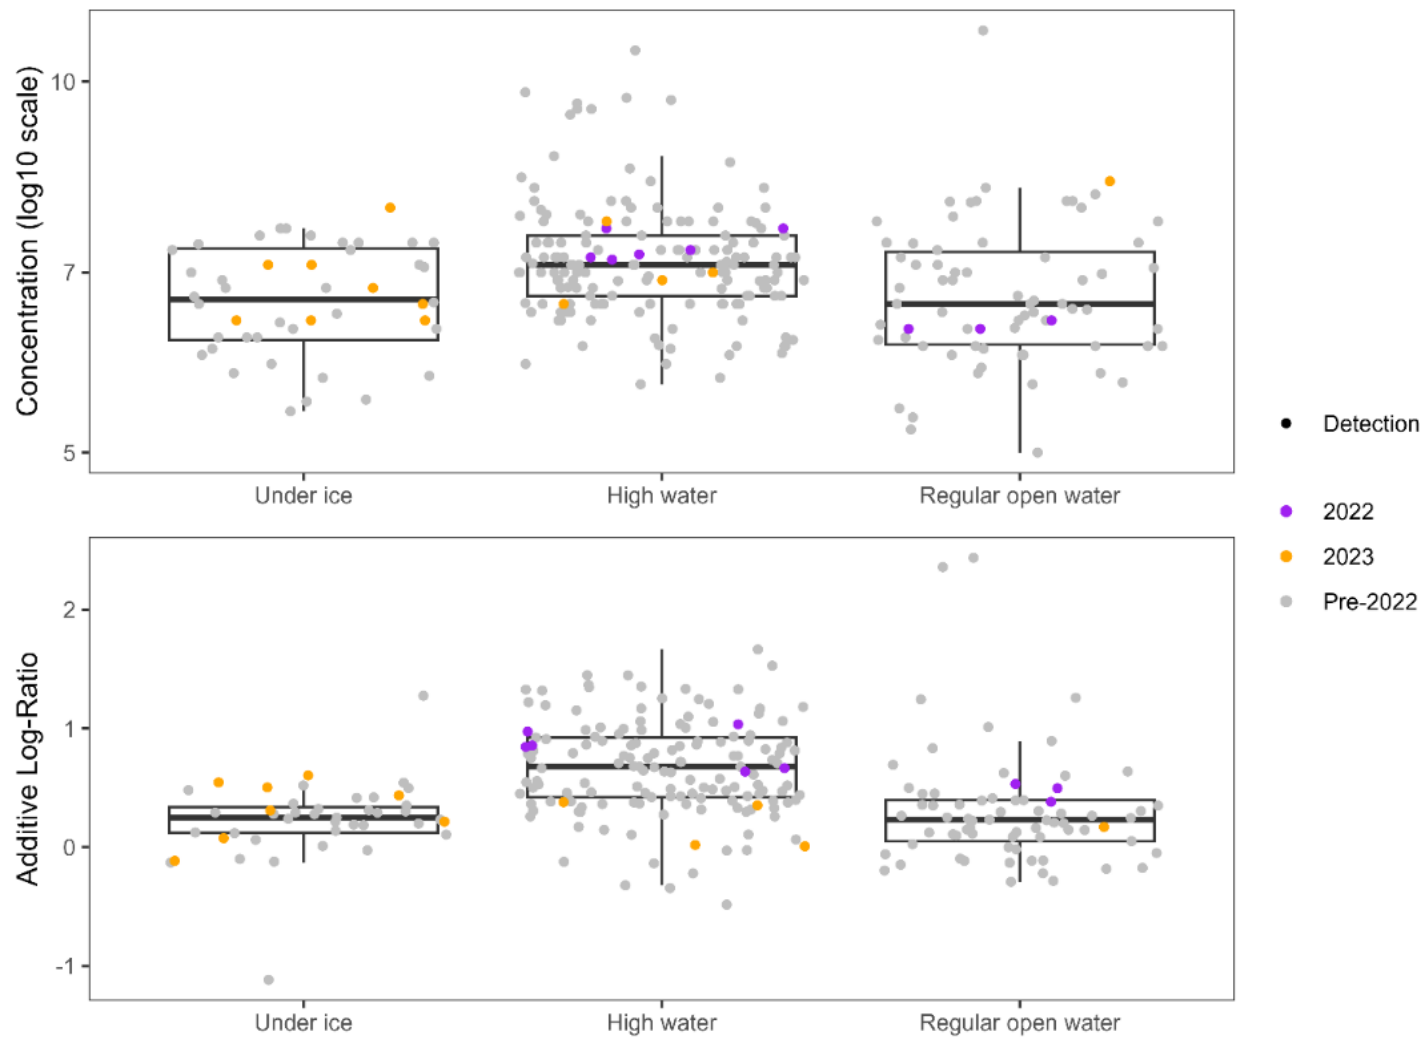 Concentration (log10 scale)
10
7
5
Under ice
High water
Regular open water
Detection
2022
2023
Pre-2022
Additive Log-Ratio
2
1
0
-1
Under ice
High water
Regular open water